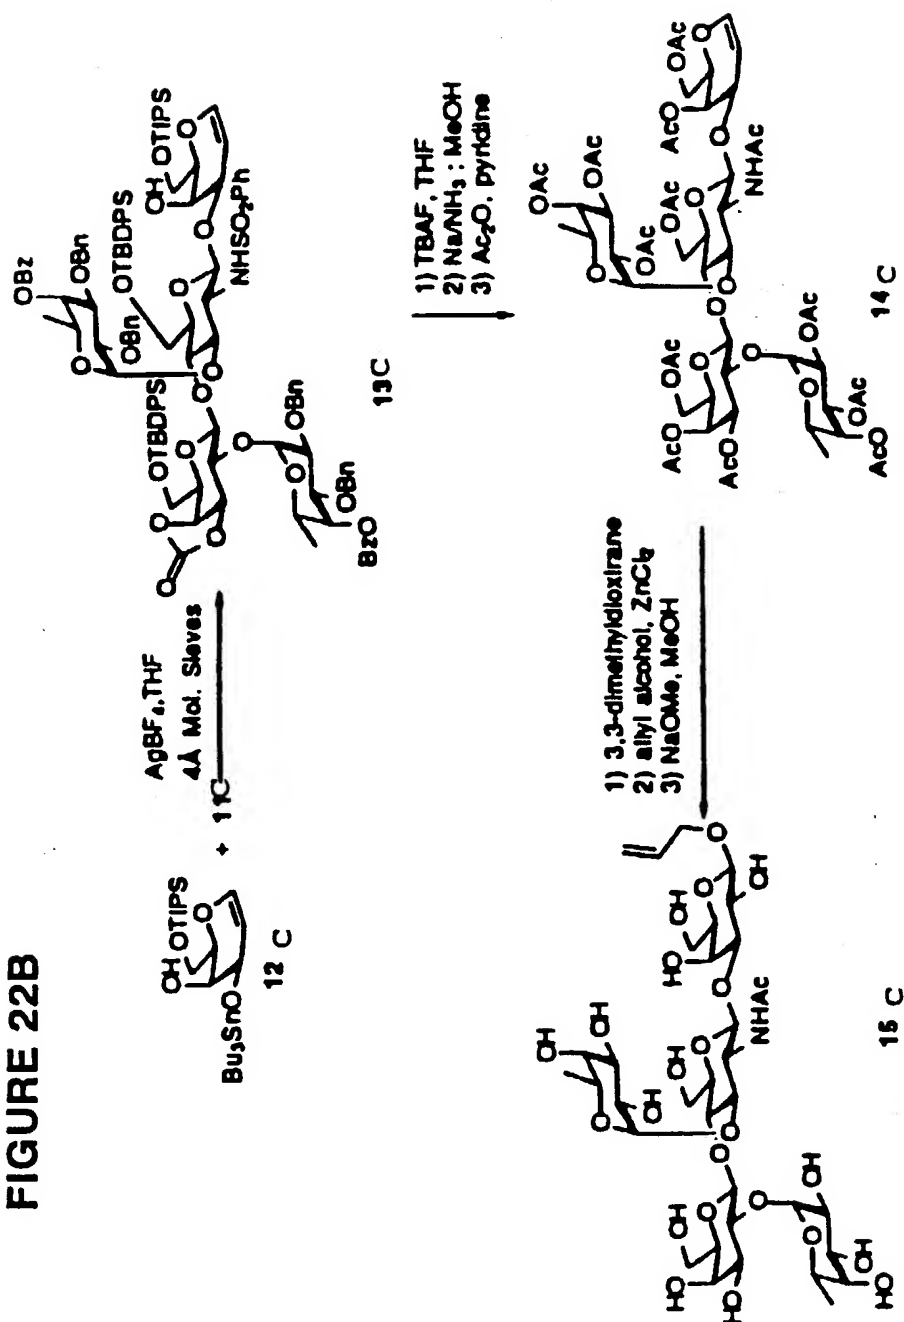 FIGURE 22B
Bu₃SnO
OH
OTIPS
O
12 C
+ 11C
AgBF₄, THF
4Å Mol. Sieves
O
O
O
OTBDPS
O
O
O
BzO
OBn
OBn
O
O
O
OBn
OBz
OBn
OTBDPS
O
NHSO₂Ph
O
OH
OTIPS
O
13C
1) TBAF, THF
2) Na/NH₃ ; MeOH
3) Ac₂O, pyridine
AcO
AcO
OAc
O
O
O
AcO
OAc
OAc
O
O
O
OAc
OAc
OAc
OAc
O
NHAc
O
AcO
OAc
O
14 C
1) 3,3-dimethyldioxirane
2) allyl alcohol, ZnCl₂
3) NaOMe, MeOH
HO
HO
OH
O
O
O
HO
OH
OH
O
O
O
OH
OH
OH
OH
O
NHAc
O
HO
OH
O
OH
O
15 C